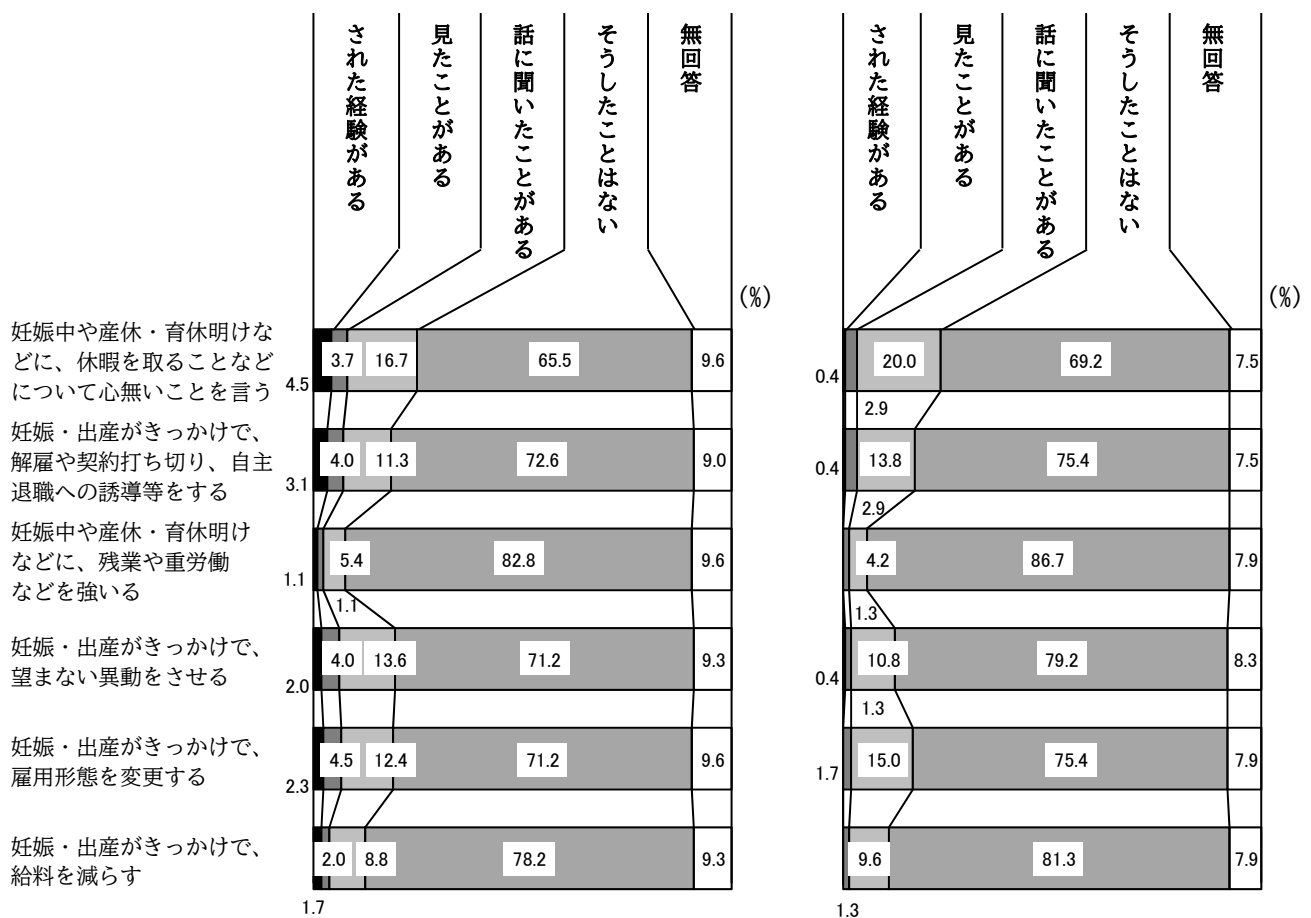 された経験がある
見たことがある
話に聞いたことがある
そうしたことはない
無回答
された経験がある
見たことがある
話に聞いたことがある
そうしたことはない
無回答
(%)
(%)
妊娠中や産休・育休明けな
どに、休暇を取ることなど
について心無いことを言う
4.5
3.7
16.7
65.5
9.6
0.4
20.0
69.2
7.5
2.9
妊娠・出産がきっかけで、
解雇や契約打ち切り、自主
退職への誘導等をする
3.1
4.0
11.3
72.6
9.0
0.4
13.8
75.4
7.5
2.9
妊娠中や産休・育休明け
などに、残業や重労働
などを強いる
1.1
5.4
82.8
9.6
1.1
4.2
86.7
7.9
1.3
妊娠・出産がきっかけで、
望まない異動をさせる
2.0
4.0
13.6
71.2
9.3
0.4
10.8
79.2
8.3
1.3
妊娠・出産がきっかけで、
雇用形態を変更する
2.3
4.5
12.4
71.2
9.6
1.7
15.0
75.4
7.9
妊娠・出産がきっかけで、
給料を減らす
1.7
2.0
8.8
78.2
9.3
9.6
81.3
7.9
1.3